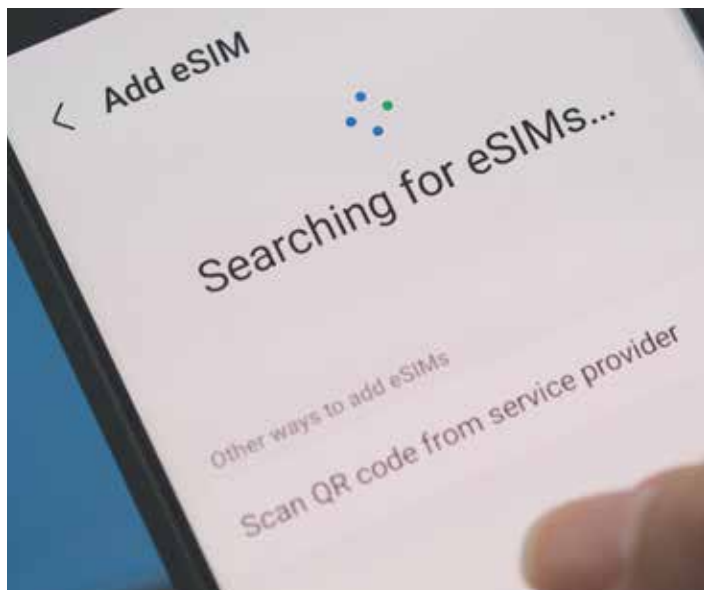 Add eSIM
Searching for eSIMs...
Other ways to add eSIMs
Scan QR code from service provider